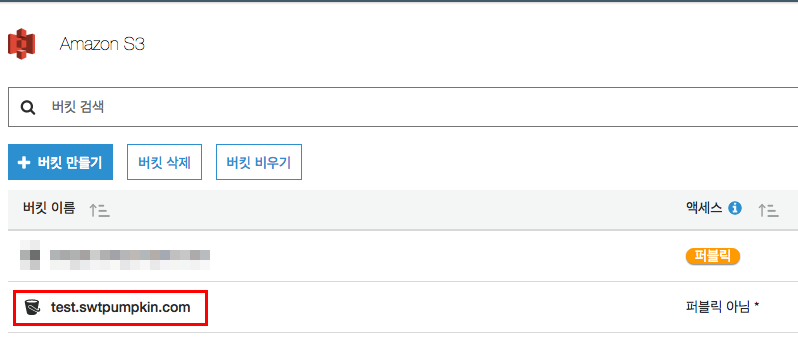 Amazon S3
버킷 검색
+ 버킷 만들기 버킷 삭제 버킷 비우기
버킷 이름 액세스
퍼블릭
test.swtpumpkin.com 퍼블릭 아님 *